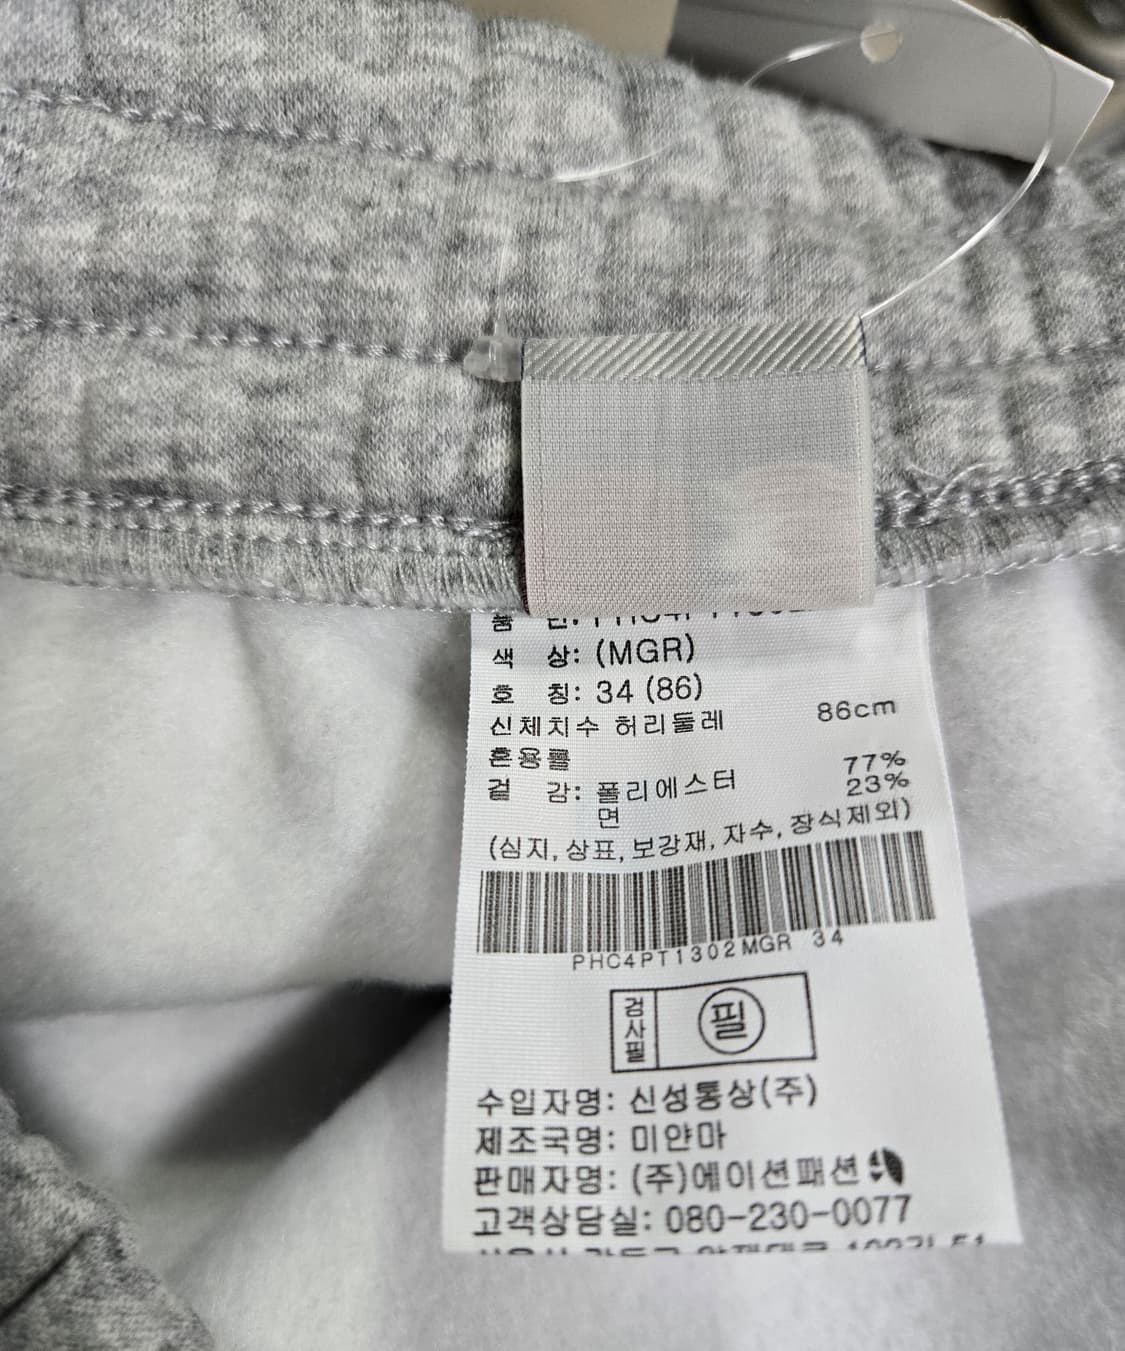 색 상: (MGR)
호 칭: 34 (86)
신체치수 허리둘레 86cm
혼용률
겉 감: 폴리에스터 77%
면 23%
(심지, 상표, 보강재, 자수, 장식제외)
PHC4PT1302MGR 34
검사필 필
수입자명: 신성통상(주)
제조국명: 미얀마
판매자명: (주)에이션패션
고객상담실: 080-230-0077